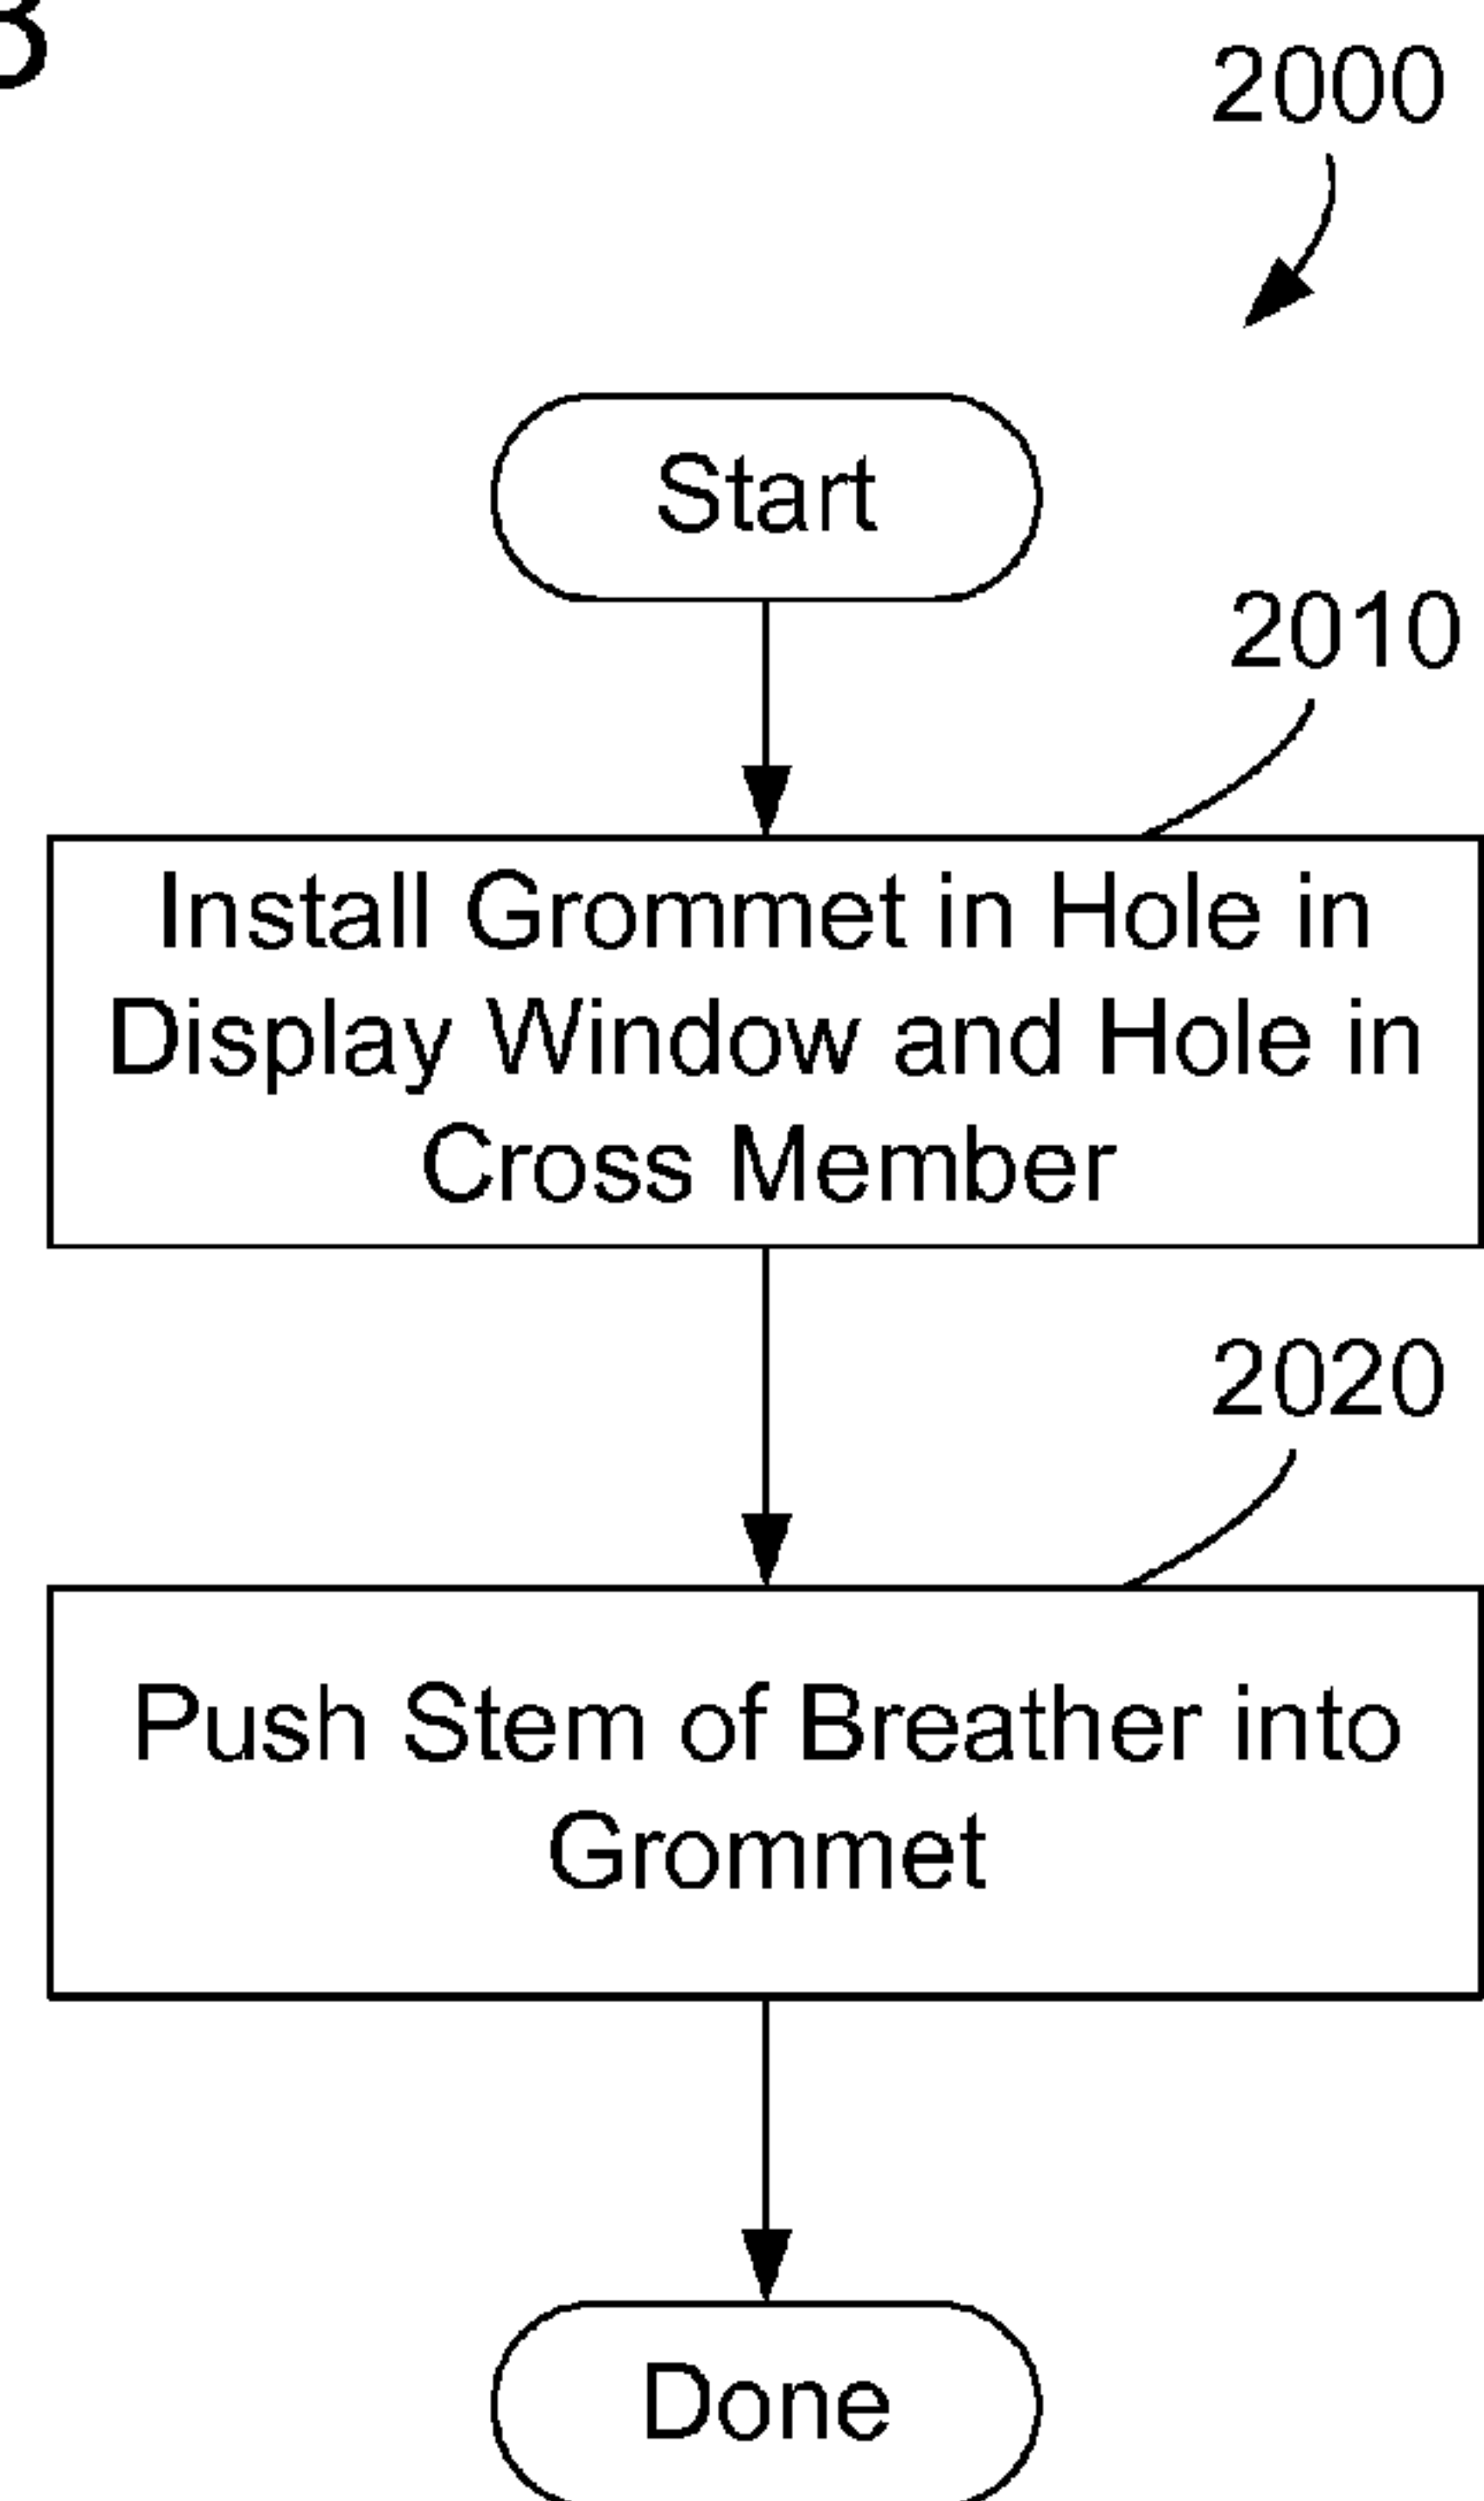 2000
Start
2010
Install Grommet in Hole in
Display Window and Hole in
Cross Member
2020
Push Stem of Breather into
Grommet
Done